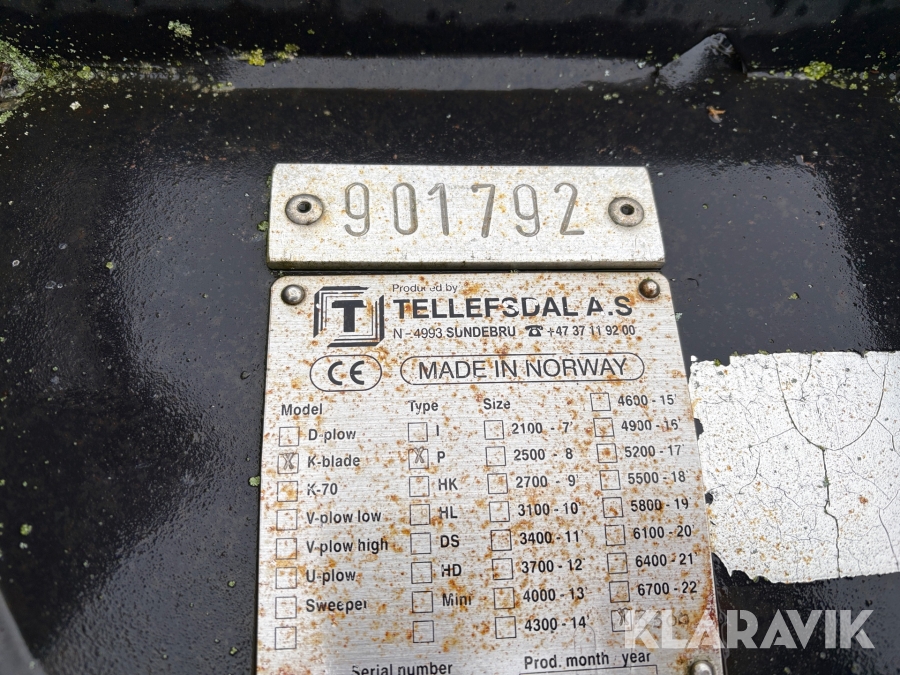 901792
Produced by
T TELLEFSDAL A.S
N-4993 SUNDEBRU ☎ +47 37 11 92 00
CE MADE IN NORWAY
Model Type Size 4600 - 15'
D-plow I 2100 - 7' 4900 - 15'
X K-blade X P 2500 - 8 5200 - 17'
K-70 HK 2700 - 9' 5500 - 18'
V-plow low HL 3100 - 10 5800 - 19'
V-plow high DS 3400 - 11 6100 - 20'
U-plow HD 3700 - 12 6400 - 21'
Sweeper Mini 4000 - 13' 6700 - 22'
4300 - 14' X
Serial number Prod. month year
KLARAVIK